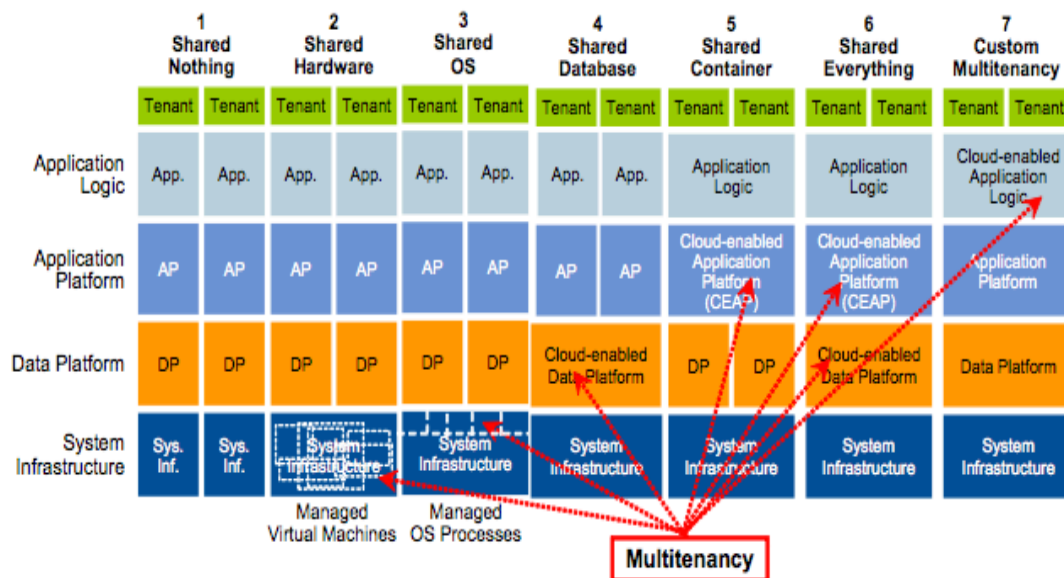 1
Shared
Nothing
2
Shared
Hardware
3
Shared
OS
4
Shared
Database
5
Shared
Container
6
Shared
Everything
7
Custom
Multitenancy
Tenant Tenant Tenant Tenant Tenant Tenant Tenant Tenant Tenant Tenant Tenant Tenant Tenant Tenant
Application
Logic
App. App. App. App. App. App. App. App.
Application
Logic
Application
Logic
Cloud-enabled
Application
Logic
Application
Platform
AP AP AP AP AP AP AP AP
Cloud-enabled
Application
Platform
(CEAP)
Cloud-enabled
Application
Platform
(CEAP)
Application
Platform
Data Platform
DP DP DP DP DP DP
Cloud-enabled
Data Platform
DP DP
Cloud-enabled
Data Platform
Data Platform
System
Infrastructure
Sys.
Inf.
Sys.
Inf.
System
Infrastructure
System
Infrastructure
System
Infrastructure
System
Infrastructure
System
Infrastructure
System
Infrastructure
Managed
Virtual Machines
Managed
OS Processes
Multitenancy